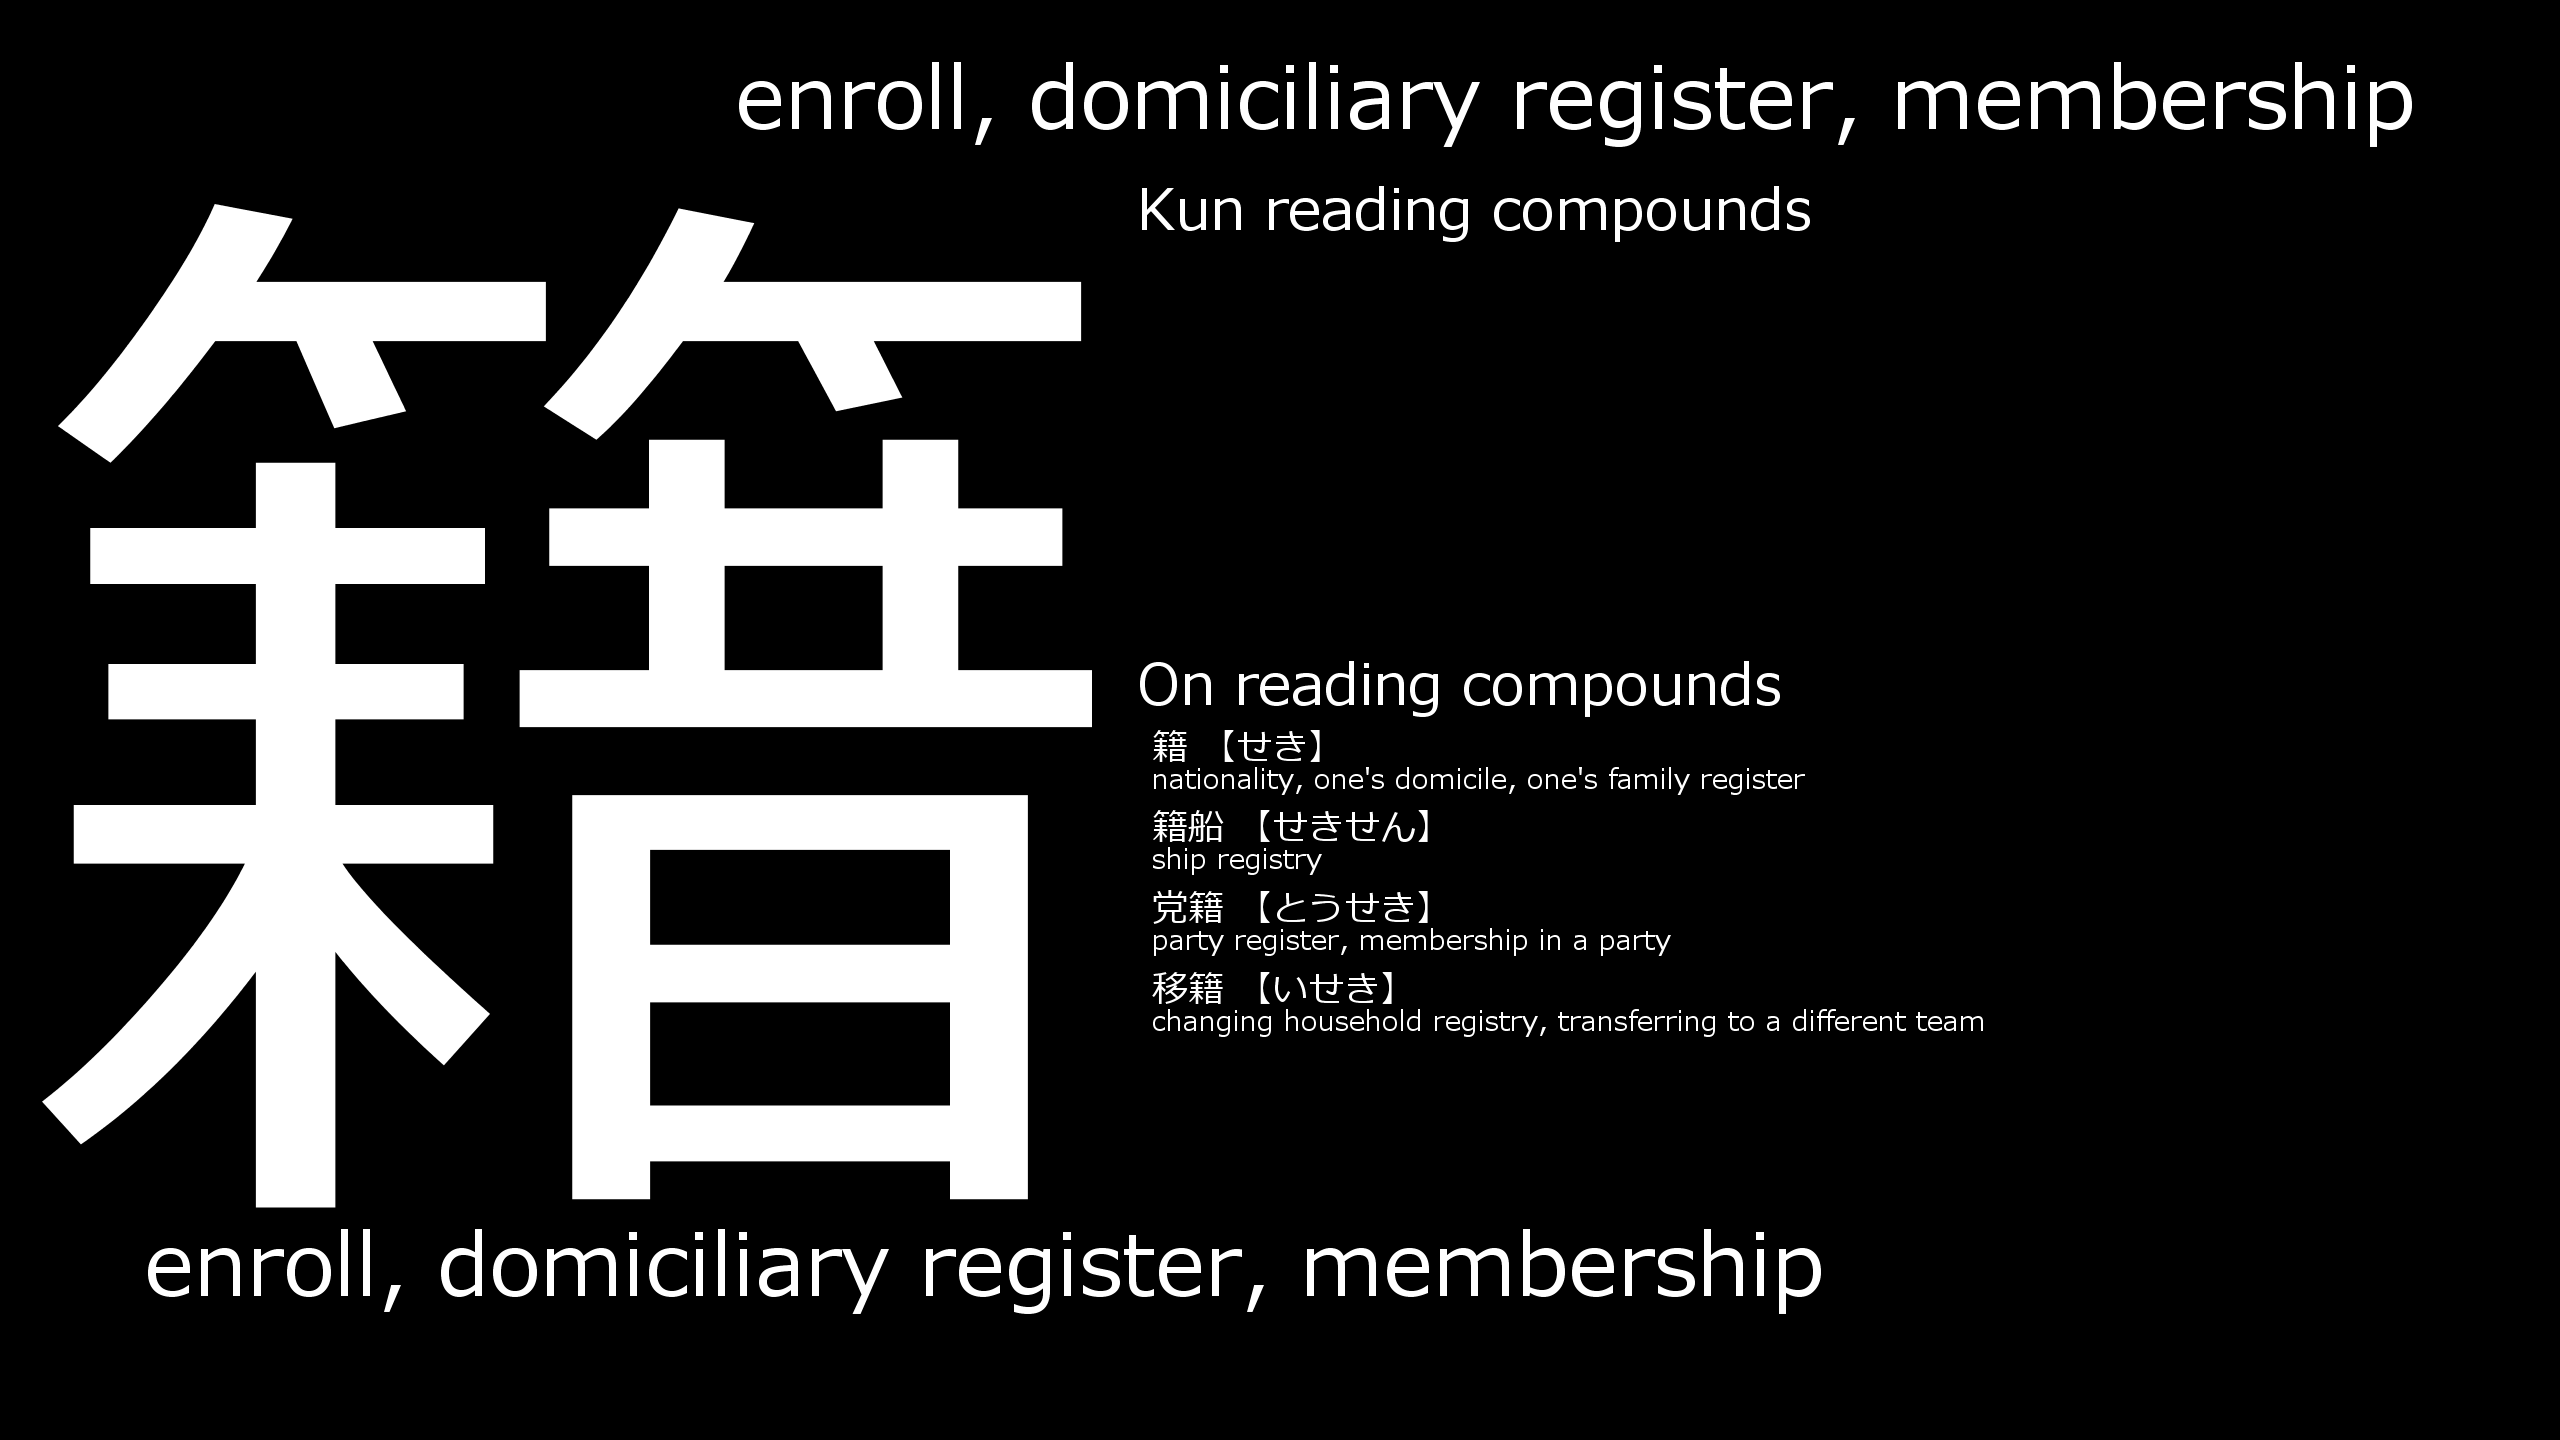 enroll, domiciliary register, membership
籍
Kun reading compounds
On reading compounds
籍 【せき】
nationality, one's domicile, one's family register
籍船 【せきせん】
ship registry
党籍 【とうせき】
party register, membership in a party
移籍 【いせき】
changing household registry, transferring to a different team
enroll, domiciliary register, membership